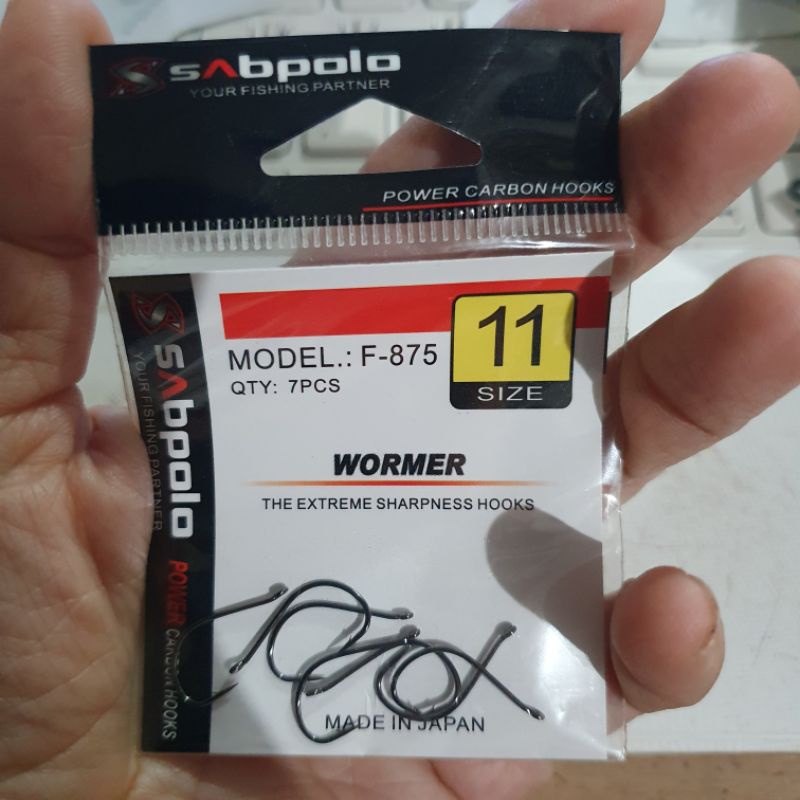 sAbpolo
YOUR FISHING PARTNER
POWER CARBON HOOKS
MODEL.: F-875
QTY: 7PCS
11
SIZE
WORMER
THE EXTREME SHARPNESS HOOKS
MADE IN JAPAN
sAbpolo
YOUR FISHING PARTNER
POWER CARBON HOOKS